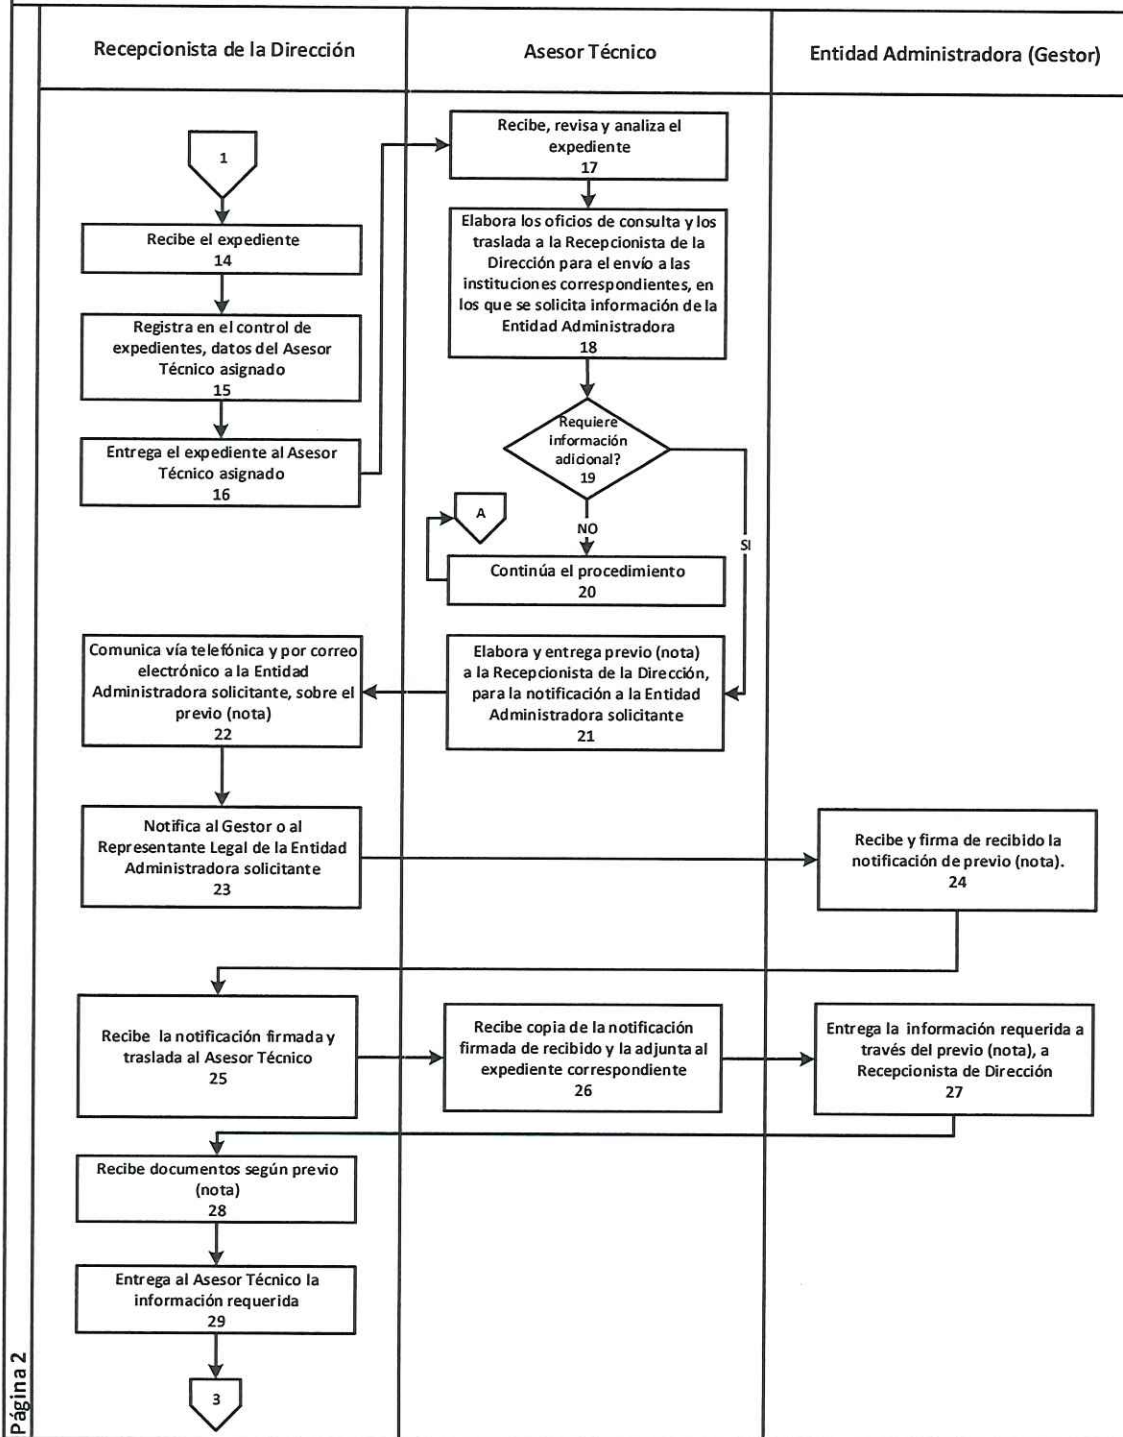 Recepcionista de la Dirección
Asesor Técnico
Entidad Administradora (Gestor)
1
Recibe el expediente
14
Registra en el control de
expedientes, datos del Asesor
Técnico asignado
15
Entrega el expediente al Asesor
Técnico asignado
16
Recibe, revisa y analiza el
expediente
17
Elabora los oficios de consulta y los
traslada a la Recepcionista de la
Dirección para el envío a las
instituciones correspondientes, en
los que se solicita información de la
Entidad Administradora
18
Requiere
información
adicional?
19
NO
SI
A
Continúa el procedimiento
20
Elabora y entrega previo (nota)
a la Recepcionista de la Dirección,
para la notificación a la Entidad
Administradora solicitante
21
Comunica vía telefónica y por correo
electrónico a la Entidad
Administradora solicitante, sobre el
previo (nota)
22
Notifica al Gestor o al
Representante Legal de la Entidad
Administradora solicitante
23
Recibe y firma de recibido la
notificación de previo (nota).
24
Recibe la notificación firmada y
traslada al Asesor Técnico
25
Recibe copia de la notificación
firmada de recibido y la adjunta al
expediente correspondiente
26
Entrega la información requerida a
través del previo (nota), a
Recepcionista de Dirección
27
Recibe documentos según previo
(nota)
28
Entrega al Asesor Técnico la
información requerida
29
3
Página 2